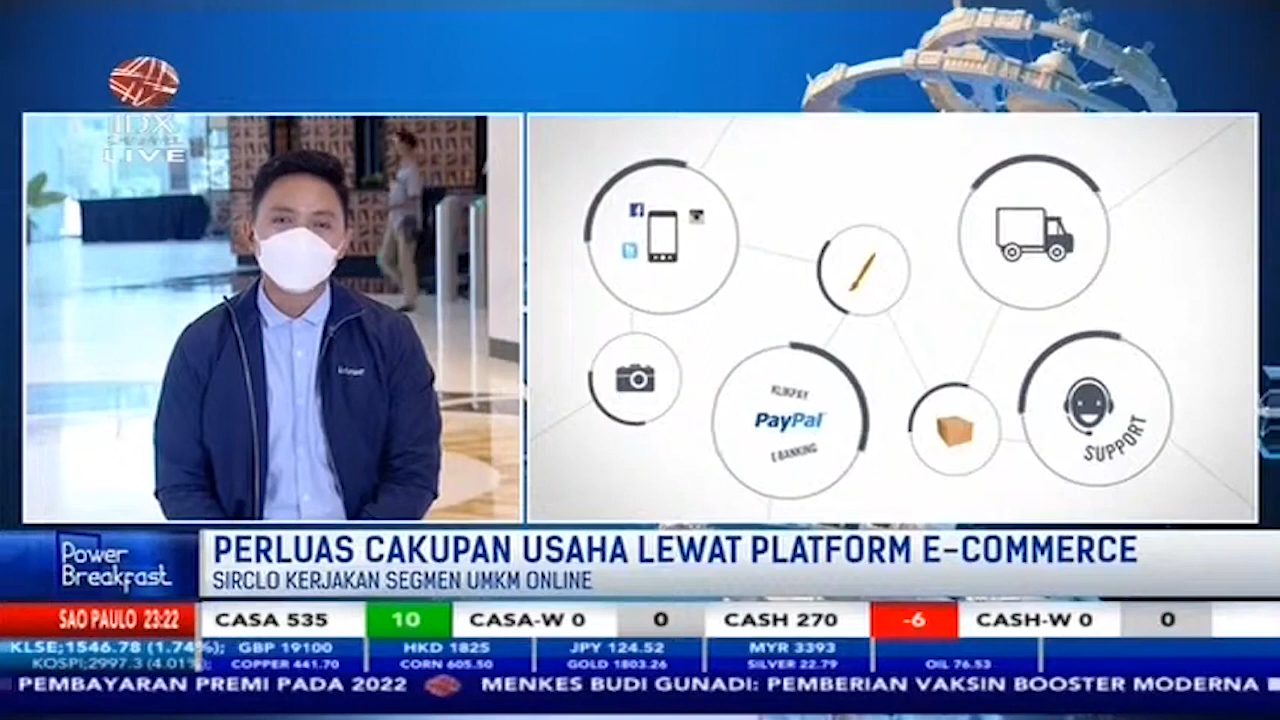 IDX
CHANNEL
LIVE
KLIKPAY
PayPal
E-BANKING
SUPPORT
Power
Breakfast
PERLUAS CAKUPAN USAHA LEWAT PLATFORM E-COMMERCE
SIRCLO KERJAKAN SEGMEN UMKM ONLINE
SAO PAULO 23:22 CASA 535 10 CASA-W 0 0 CASH 270 -6 CASH-W 0 0
KLSE;1546.78 (1.74%); GBP 19100 HKD 1825 JPY 124.52 MYR 3393
KOSPI;2997.3 (4.01%); COPPER 441.70 CORN 605.50 GOLD 1803.26 SILVER 22.79 OIL 76.53
PEMBAYARAN PREMI PADA 2022 MENKES BUDI GUNADI: PEMBERIAN VAKSIN BOOSTER MODERNA